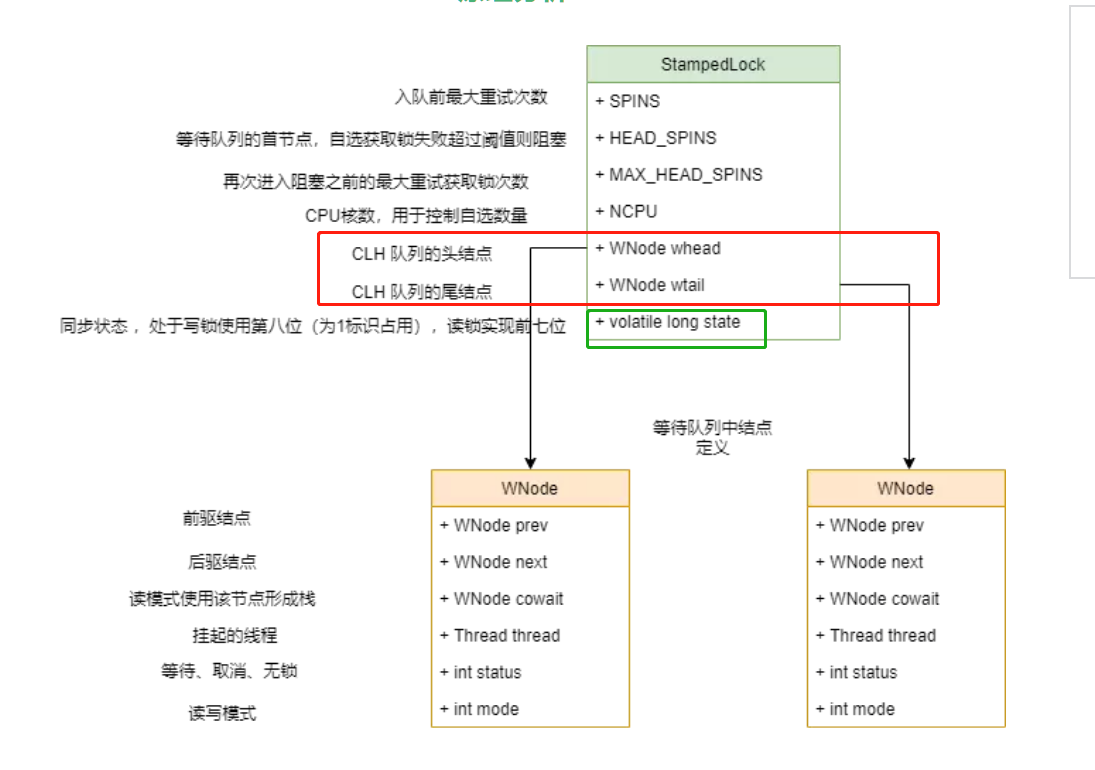 StampedLock
入队前最大重试次数
+ SPINS
等待队列的首节点，自选获取锁失败超过阈值则阻塞
+ HEAD_SPINS
再次进入阻塞之前的最大重试获取锁次数
+ MAX_HEAD_SPINS
CPU核数，用于控制自选数量
+ NCPU
CLH 队列的头结点
+ WNode whead
CLH 队列的尾结点
+ WNode wtail
同步状态 ，处于写锁使用第八位（为1标识占用），读锁实现前七位
+ volatile long state
等待队列中结点
定义
WNode
WNode
前驱结点
+ WNode prev
+ WNode prev
后驱结点
+ WNode next
+ WNode next
读模式使用该节点形成栈
+ WNode cowait
+ WNode cowait
挂起的线程
+ Thread thread
+ Thread thread
等待、取消、无锁
+ int status
+ int status
读写模式
+ int mode
+ int mode